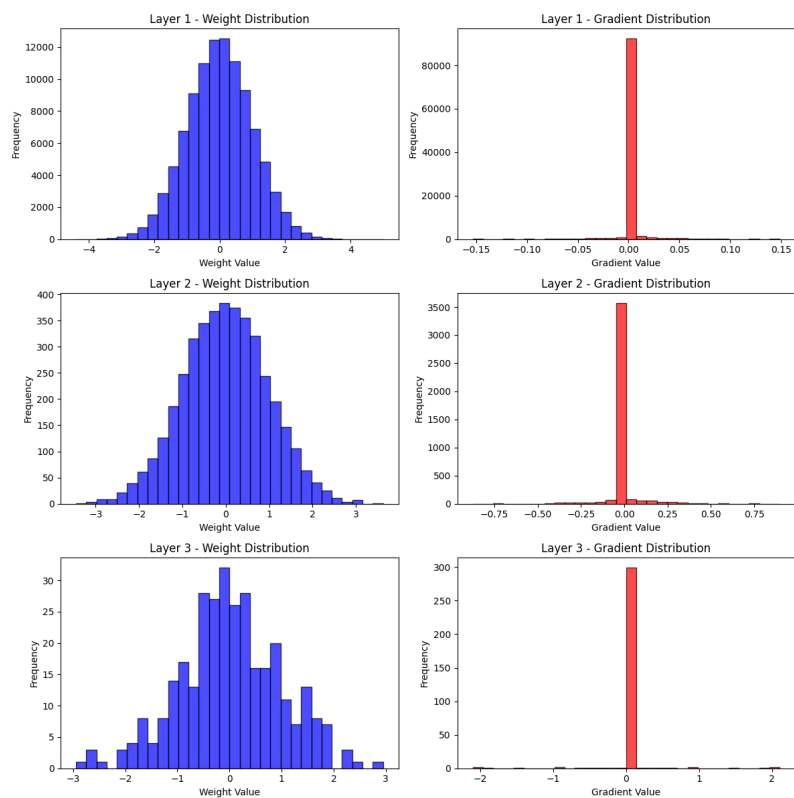 Layer 1 - Weight Distribution
Frequency
12000
10000
8000
6000
4000
2000
0
−4 −2 0 2 4
Weight Value
Layer 1 - Gradient Distribution
Frequency
80000
60000
40000
20000
0
−0.15 −0.10 −0.05 0.00 0.05 0.10 0.15
Gradient Value
Layer 2 - Weight Distribution
Frequency
400
350
300
250
200
150
100
50
0
−3 −2 −1 0 1 2 3
Weight Value
Layer 2 - Gradient Distribution
Frequency
3500
3000
2500
2000
1500
1000
500
0
−0.75 −0.50 −0.25 0.00 0.25 0.50 0.75
Gradient Value
Layer 3 - Weight Distribution
Frequency
30
25
20
15
10
5
0
−3 −2 −1 0 1 2 3
Weight Value
Layer 3 - Gradient Distribution
Frequency
300
250
200
150
100
50
0
−2 −1 0 1 2
Gradient Value